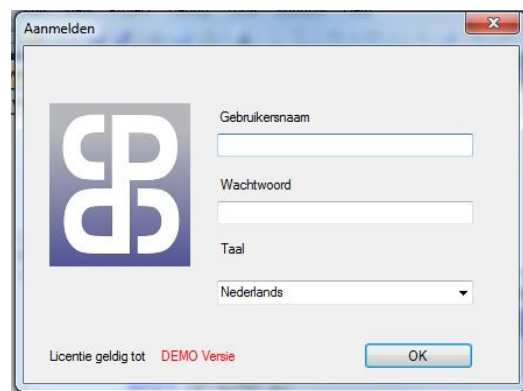 Aanmelden
Gebruikersnaam
Wachtwoord
Taal
Nederlands
Licentie geldig tot DEMO Versie
OK